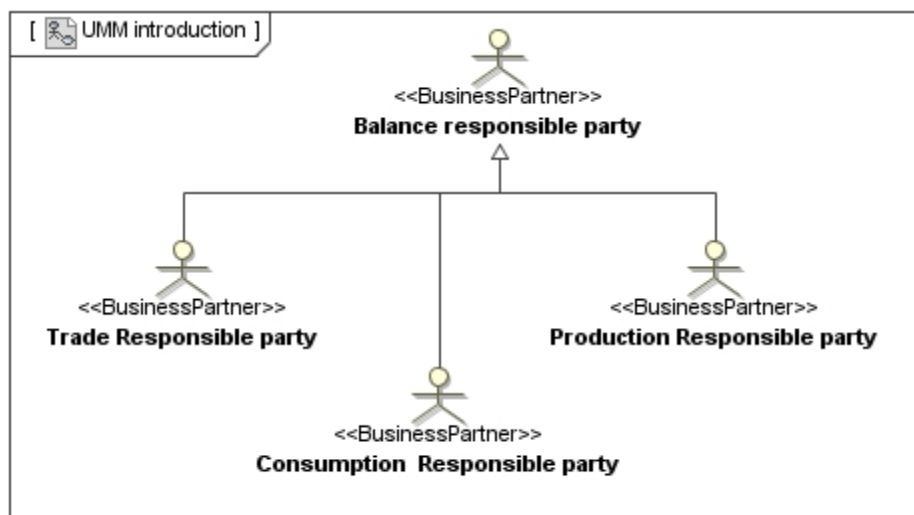 [ UMM introduction ]
<<BusinessPartner>>
Balance responsible party
<<BusinessPartner>>
Trade Responsible party
<<BusinessPartner>>
Production Responsible party
<<BusinessPartner>>
Consumption  Responsible party